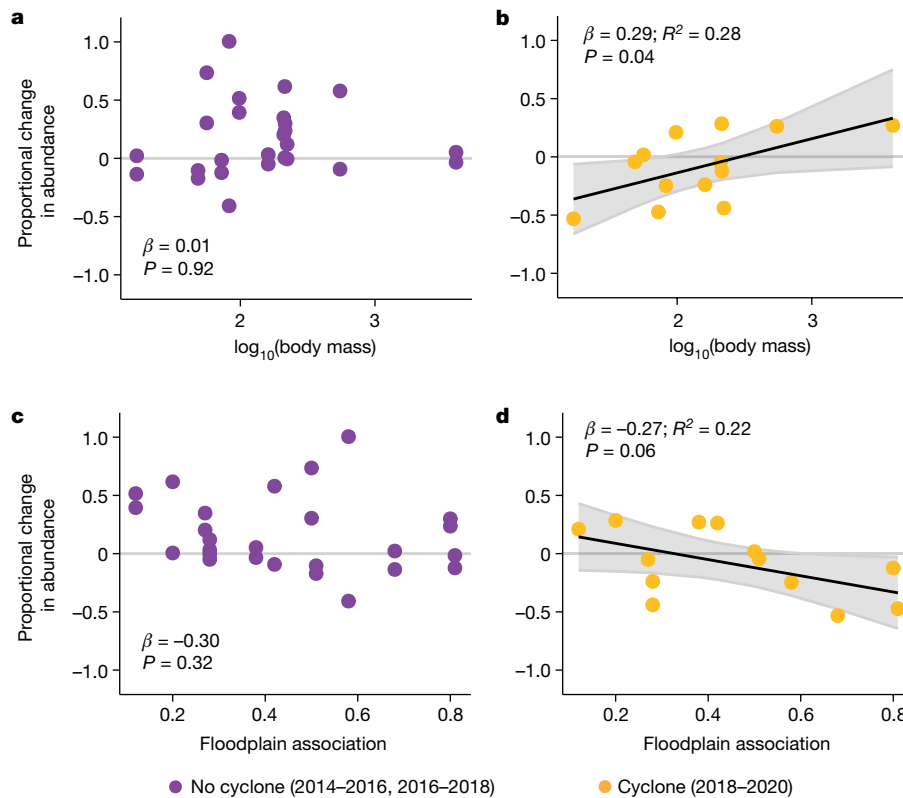 a
b
Proportional change
in abundance
1.0
0.5
0
−0.5
−1.0
β = 0.01
P = 0.92
2
3
log10(body mass)
1.0
0.5
0
−0.5
−1.0
β = 0.29; R² = 0.28
P = 0.04
2
3
log10(body mass)
c
d
Proportional change
in abundance
1.0
0.5
0
−0.5
−1.0
β = −0.30
P = 0.32
0.2
0.4
0.6
0.8
Floodplain association
1.0
0.5
0
−0.5
−1.0
β = −0.27; R² = 0.22
P = 0.06
0.2
0.4
0.6
0.8
Floodplain association
No cyclone (2014–2016, 2016–2018)
Cyclone (2018–2020)